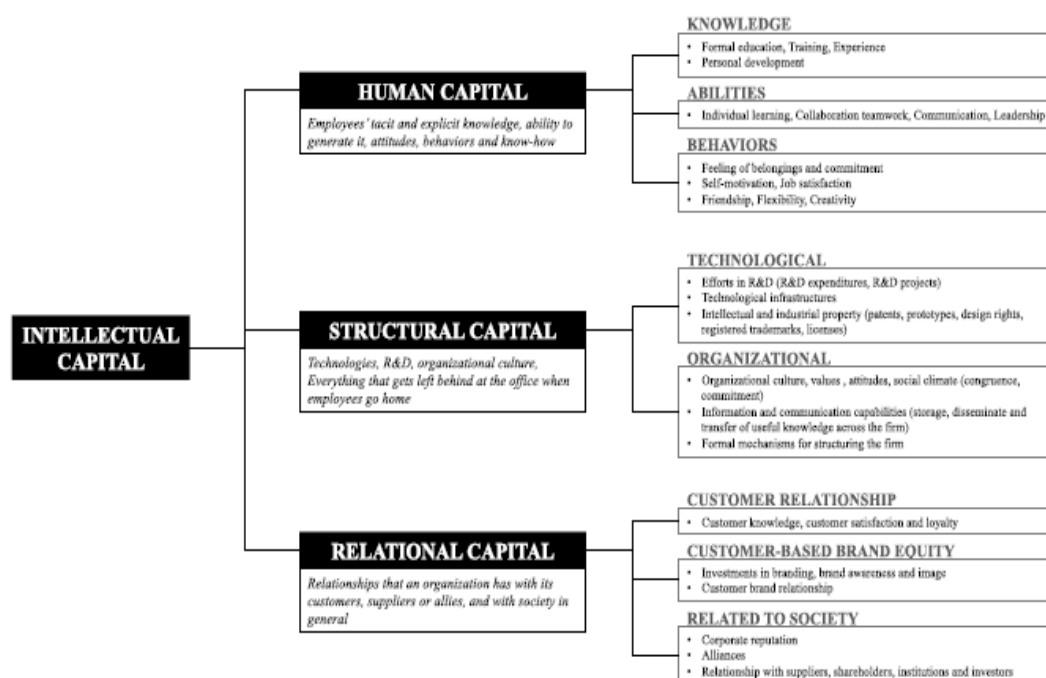 INTELLECTUAL
CAPITAL
HUMAN CAPITAL
Employees' tacit and explicit knowledge, ability to
generate it, attitudes, behaviors and know-how
KNOWLEDGE
• Formal education, Training, Experience
• Personal development
ABILITIES
• Individual learning, Collaboration teamwork, Communication, Leadership
BEHAVIORS
• Feeling of belongings and commitment
• Self-motivation, Job satisfaction
• Friendship, Flexibility, Creativity
STRUCTURAL CAPITAL
Technologies, R&D, organizational culture,
Everything that gets left behind at the office when
employees go home
TECHNOLOGICAL
• Efforts in R&D (R&D expenditures, R&D projects)
• Technological infrastructures
• Intellectual and industrial property (patents, prototypes, design rights,
registered trademarks, licenses)
ORGANIZATIONAL
• Organizational culture, values , attitudes, social climate (congruence,
commitment)
• Information and communication capabilities (storage, disseminate and
transfer of useful knowledge across the firm)
• Formal mechanisms for structuring the firm
RELATIONAL CAPITAL
Relationships that an organization has with its
customers, suppliers or allies, and with society in
general
CUSTOMER RELATIONSHIP
• Customer knowledge, customer satisfaction and loyalty
CUSTOMER-BASED BRAND EQUITY
• Investments in branding, brand awareness and image
• Customer brand relationship
RELATED TO SOCIETY
• Corporate reputation
• Alliances
• Relationship with suppliers, shareholders, institutions and investors